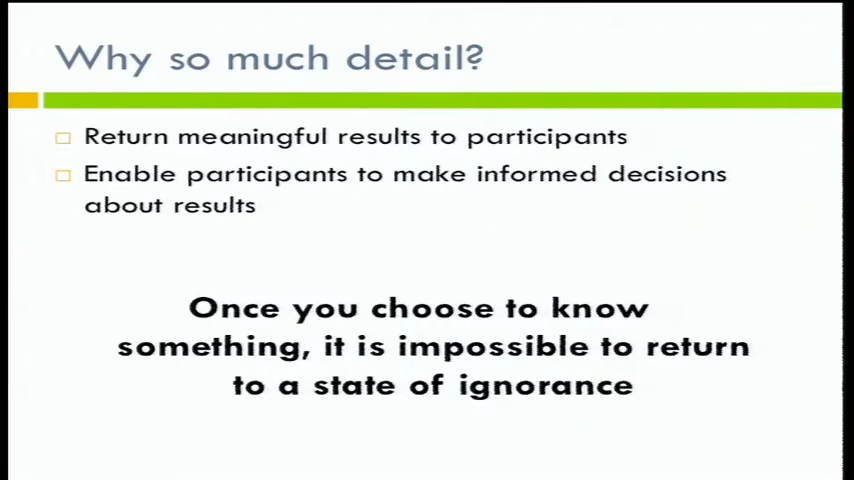 Why so much detail?
Return meaningful results to participants
Enable participants to make informed decisions
about results
Once you choose to know
something, it is impossible to return
to a state of ignorance